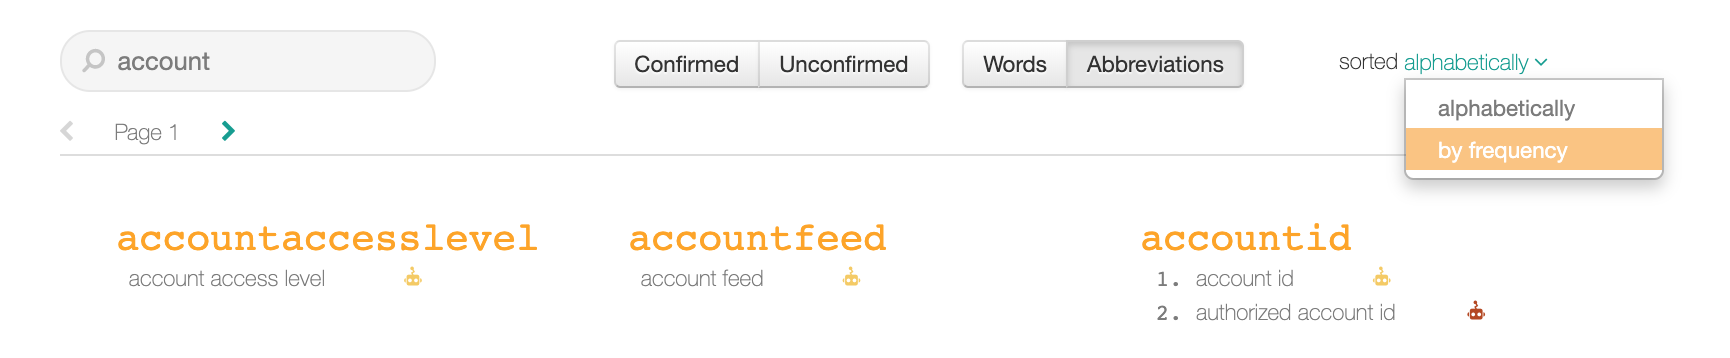 account
Confirmed Unconfirmed Words Abbreviations
sorted alphabetically
alphabetically
by frequency
Page 1
accountaccesslevel
account access level
accountfeed
account feed
accountid
1. account id
2. authorized account id